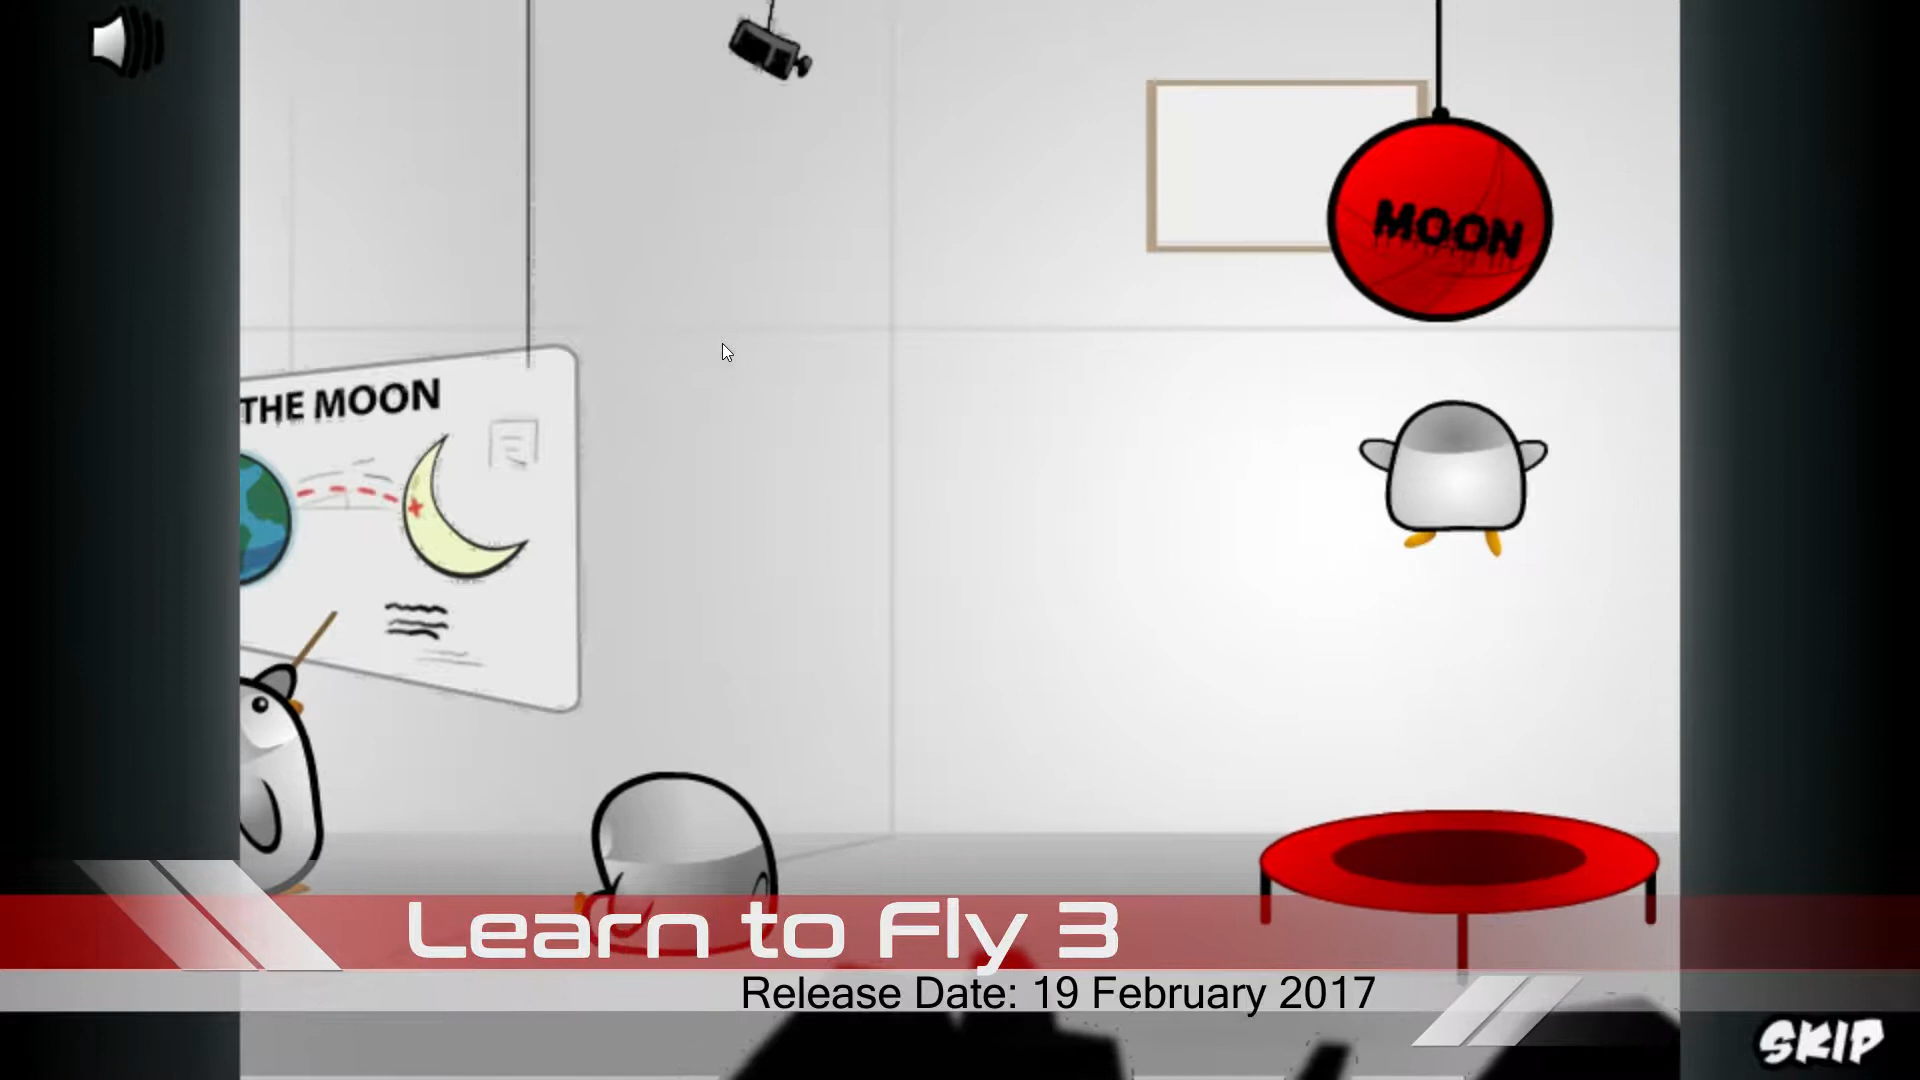 MOON
THE MOON
Learn to Fly 3
Release Date: 19 February 2017
SKIP